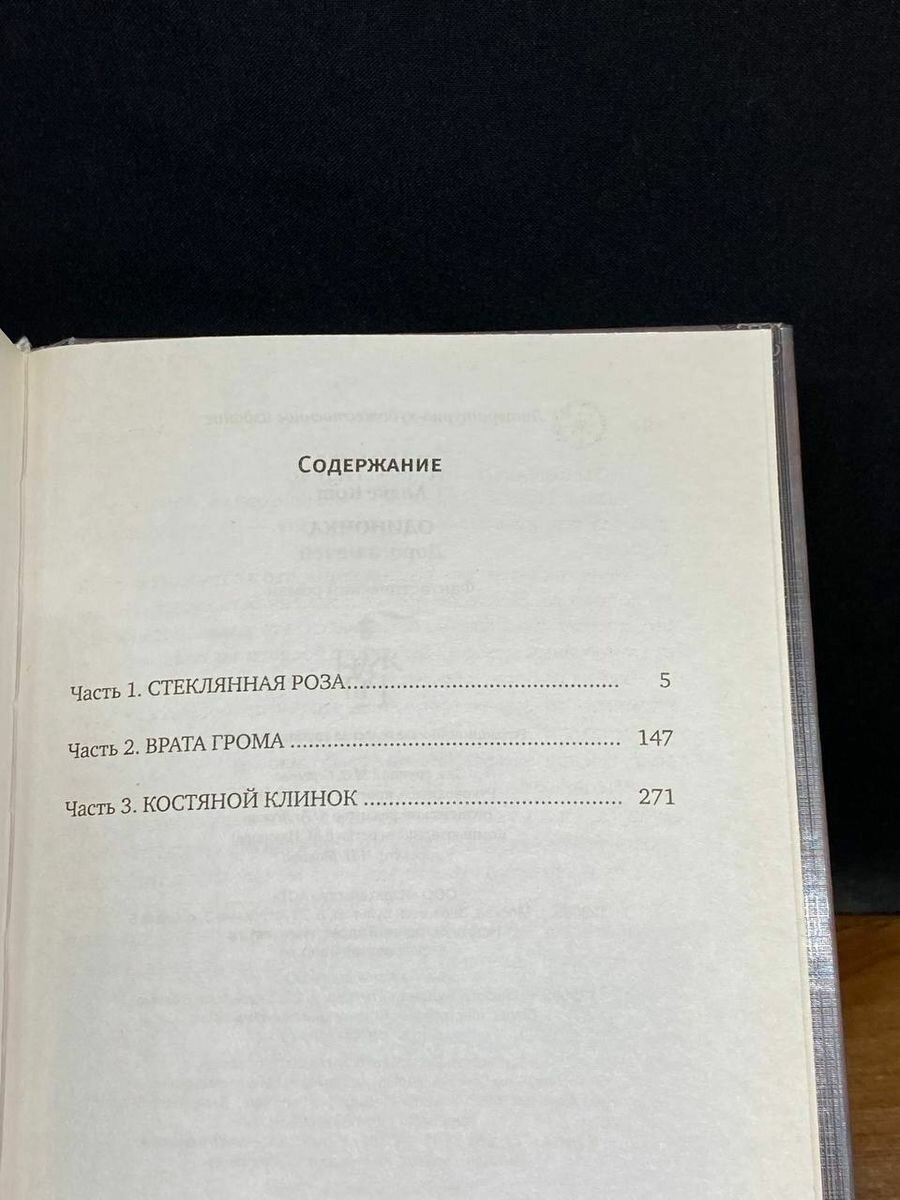 Содержание
Часть 1. СТЕКЛЯННАЯ РОЗА.......................................... 5
Часть 2. ВРАТА ГРОМА .................................................... 147
Часть 3. КОСТЯНОЙ КЛИНОК ........................................ 271